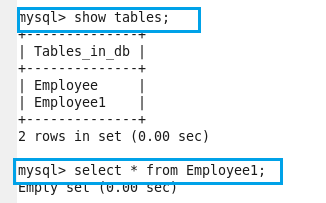 mysql> show tables;
+--------------+
| Tables_in_db |
+--------------+
| Employee     |
| Employee1    |
+--------------+
2 rows in set (0.00 sec)
mysql> select * from Employee1;
Empty set (0.00 sec)